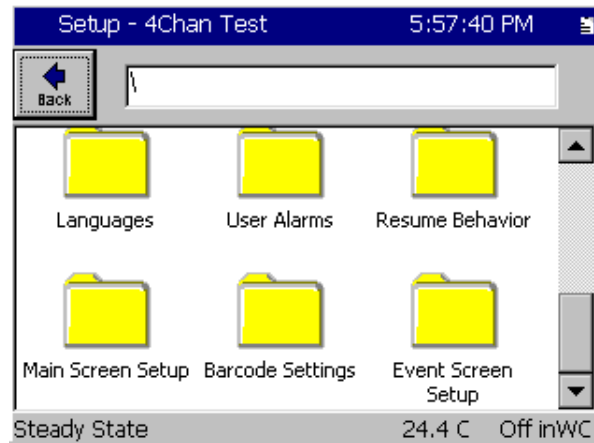 Setup - 4Chan Test 5:57:40 PM
Back
\
Languages User Alarms Resume Behavior
Main Screen Setup Barcode Settings Event Screen
Setup
Steady State 24.4 C Off inWC